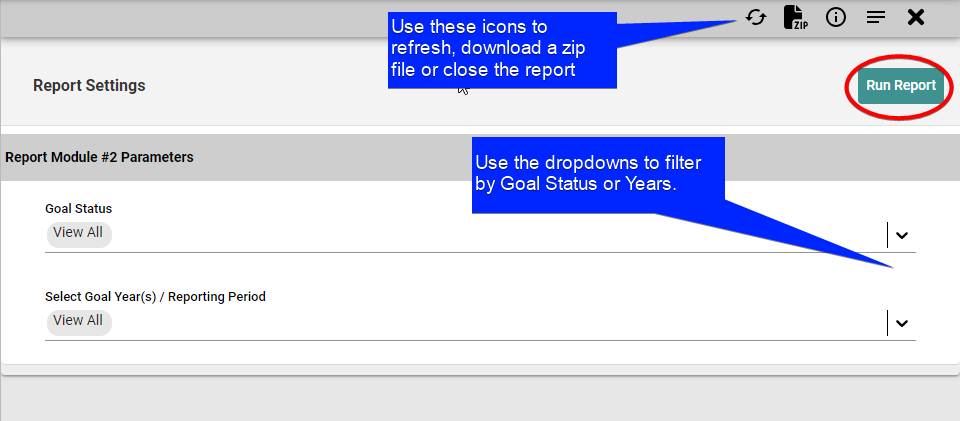 Use these icons to
refresh, download a zip
file or close the report
ZIP
Report Settings
Run Report
Report Module #2 Parameters
Use the dropdowns to filter
by Goal Status or Years.
Goal Status
View All
Select Goal Year(s) / Reporting Period
View All